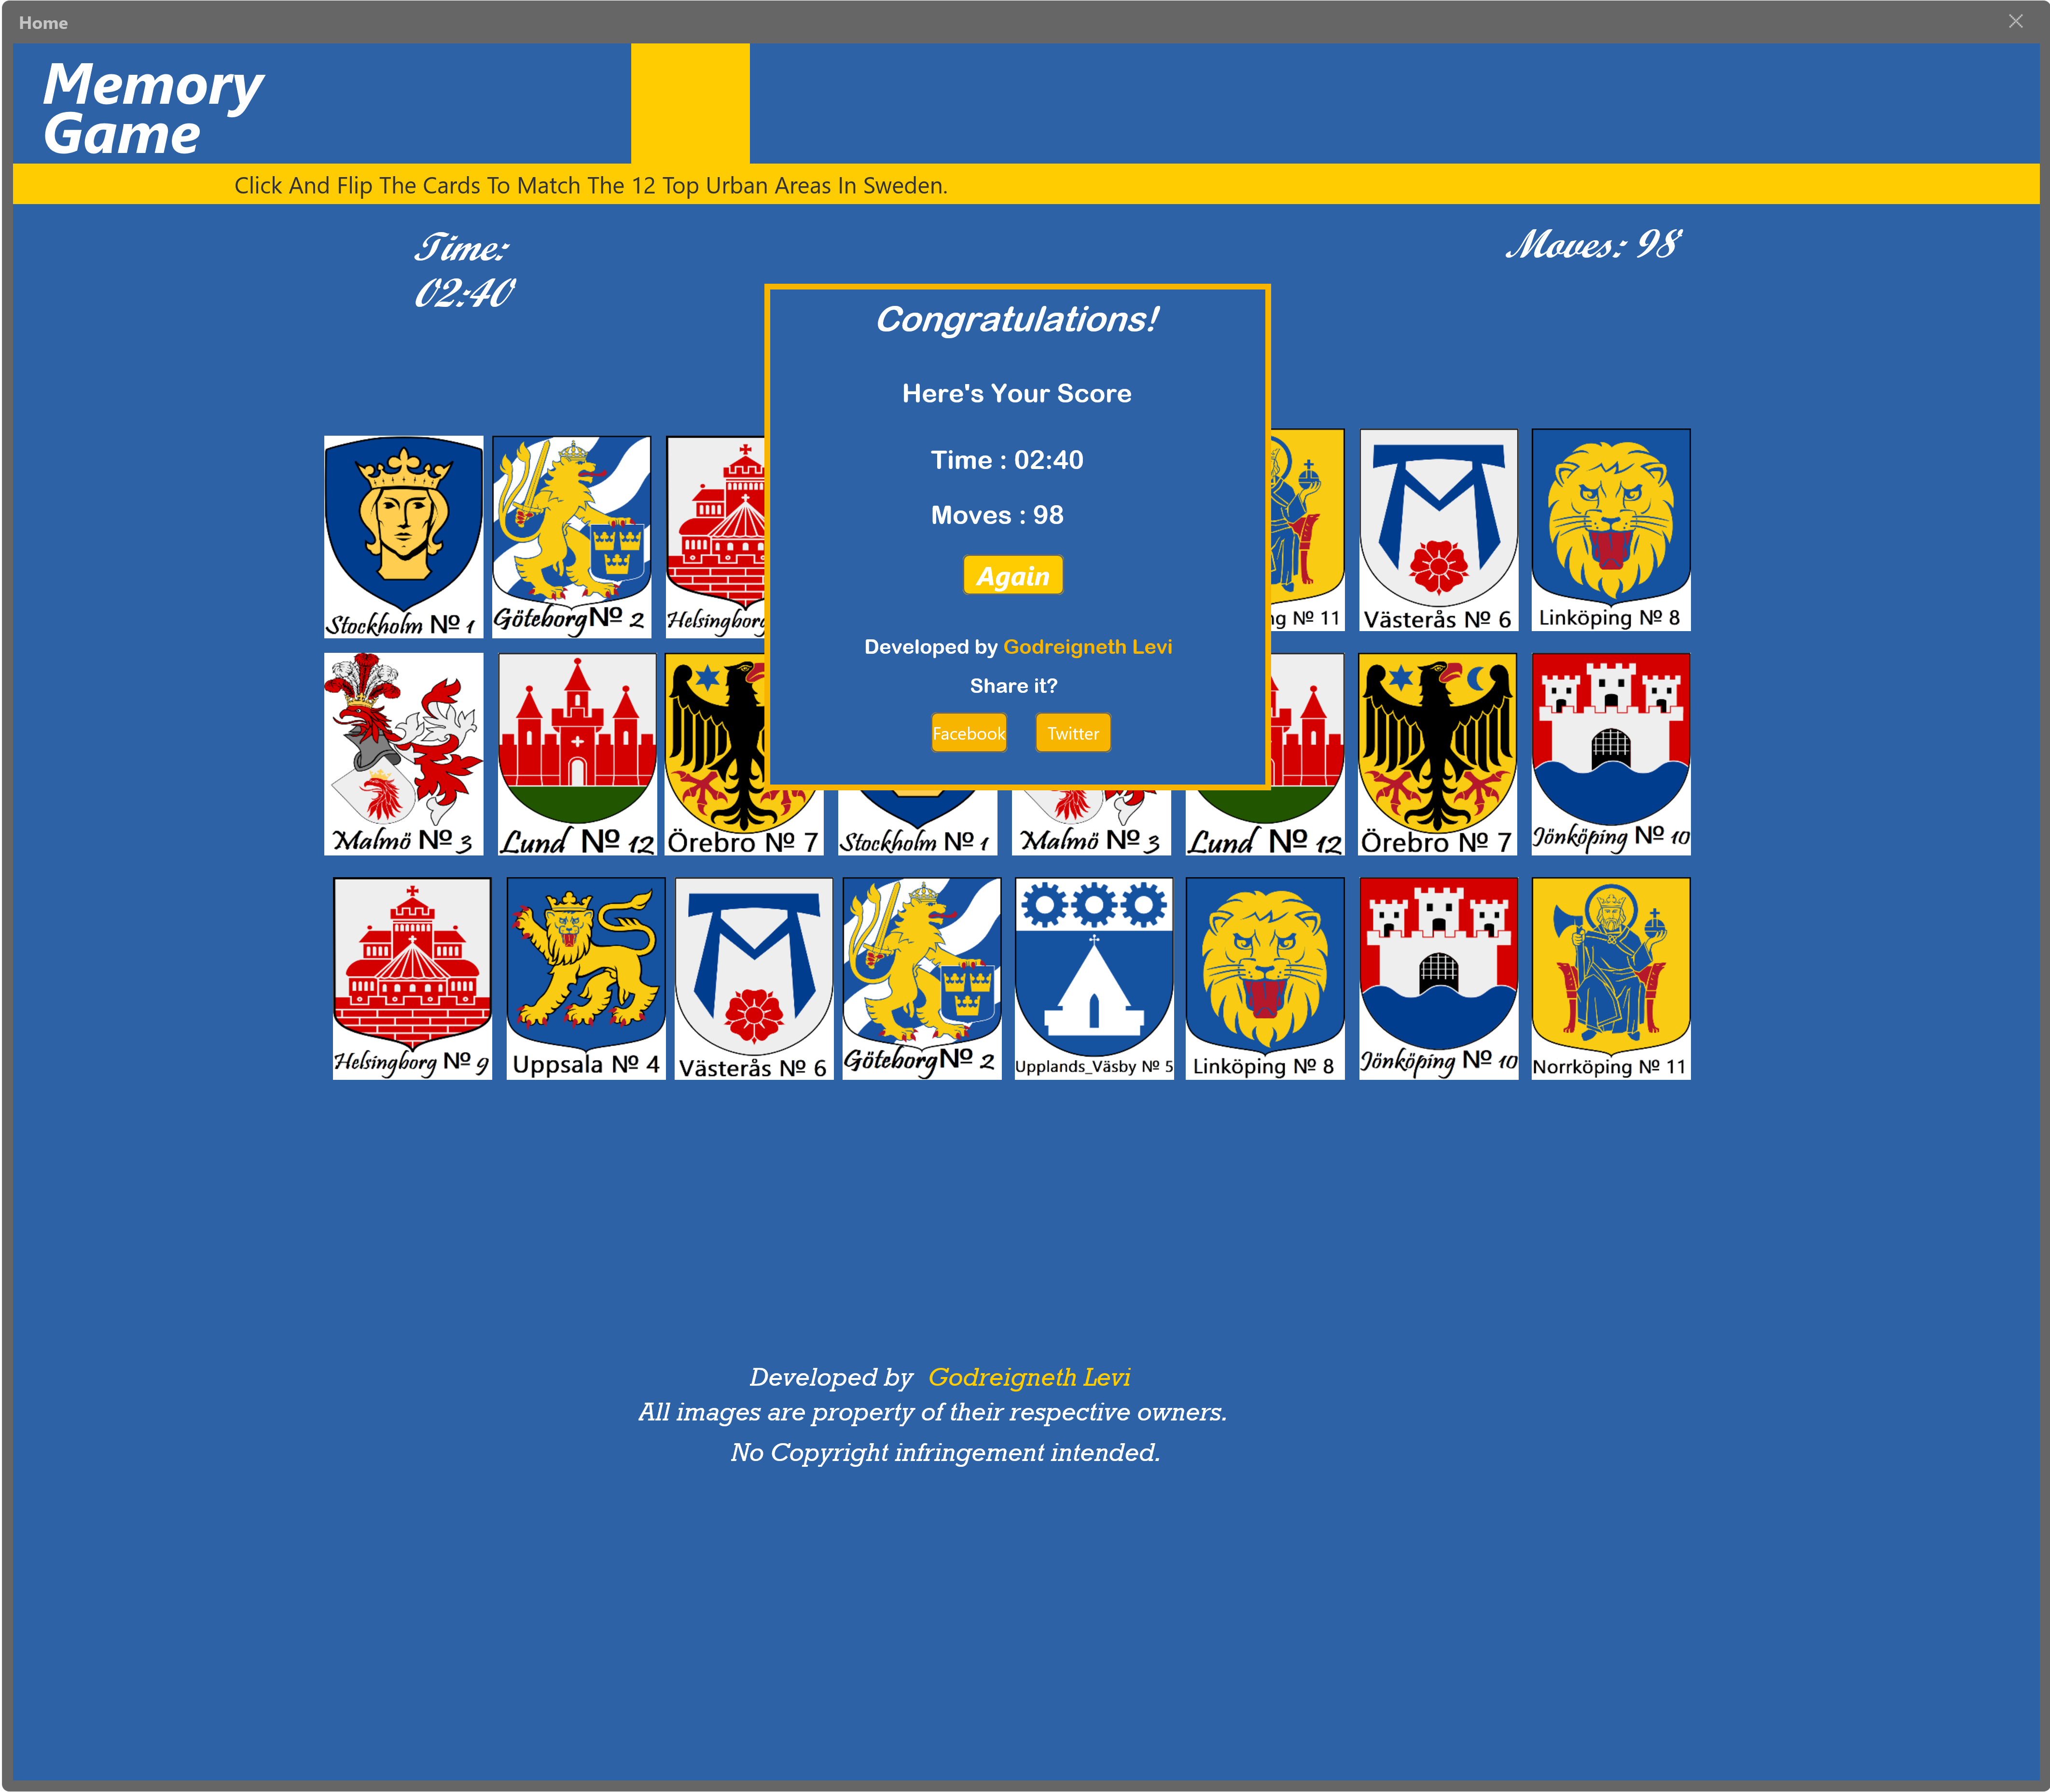 Home
Memory
Game
Click And Flip The Cards To Match The 12 Top Urban Areas In Sweden.
Time:
02:40
Moves: 98
Congratulations!
Here's Your Score
Time : 02:40
Moves : 98
Again
Developed by Godreigneth Levi
Share it?
Facebook Twitter
Stockholm № 1
Göteborg № 2
Helsingborg
№ 11
Västerås № 6
Linköping № 8
Malmö № 3
Lund № 12
Örebro № 7
Stockholm № 1
Malmö № 3
Lund № 12
Örebro № 7
Jönköping № 10
Helsingborg № 9
Uppsala № 4
Västerås № 6
Göteborg № 2
Upplands_Väsby № 5
Linköping № 8
Jönköping № 10
Norrköping № 11
Developed by Godreigneth Levi
All images are property of their respective owners.
No Copyright infringement intended.